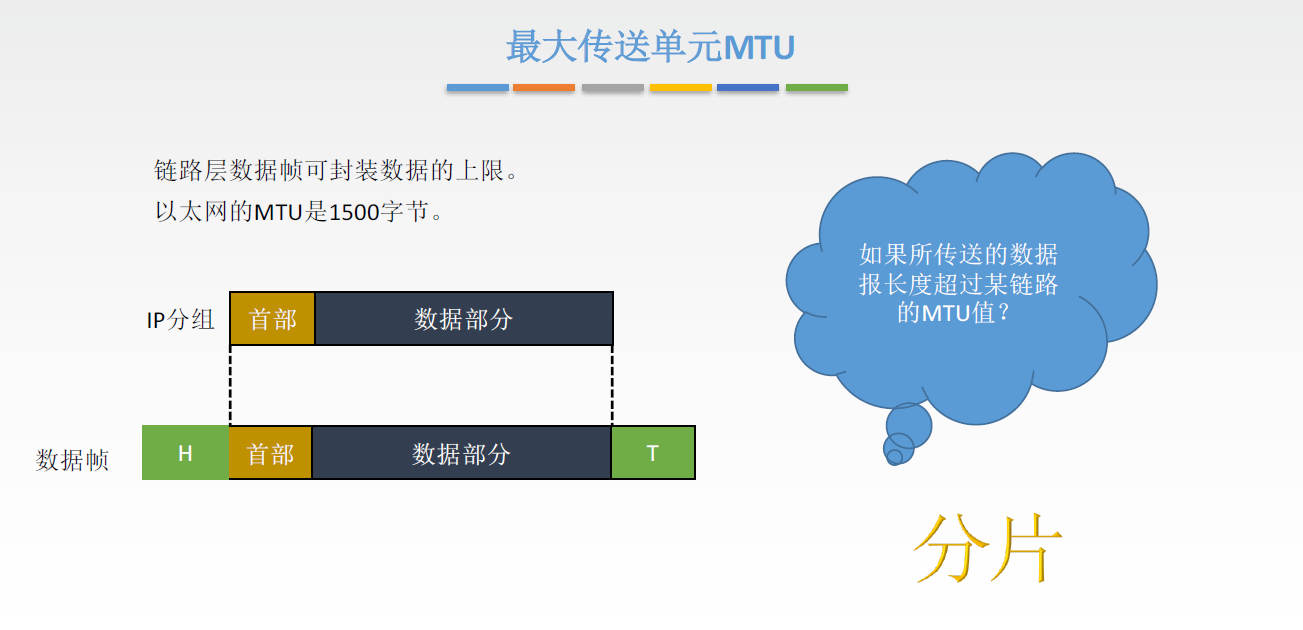 最大传送单元MTU
链路层数据帧可封装数据的上限。
以太网的MTU是1500字节。
如果所传送的数据
报长度超过某链路
的MTU值？
IP分组 首部 数据部分
数据帧 H 首部 数据部分 T
分片